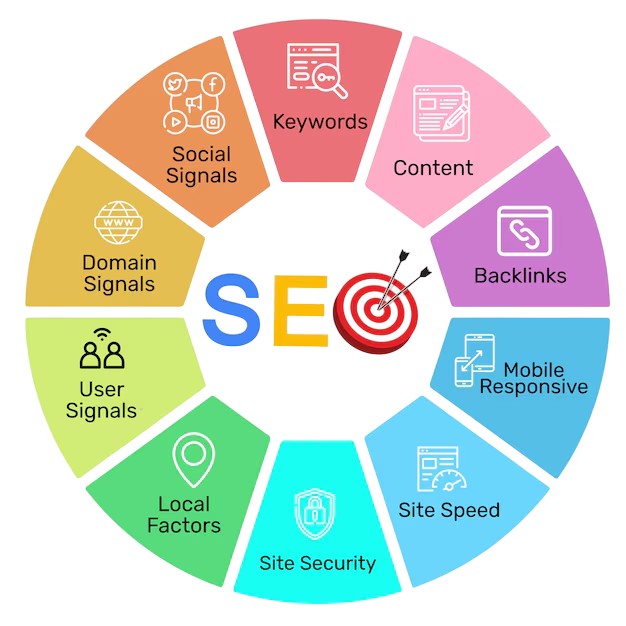 Keywords
Content
Backlinks
Mobile
Responsive
Site Speed
Site Security
Local
Factors
User
Signals
WWW
Domain
Signals
Social
Signals
SEO